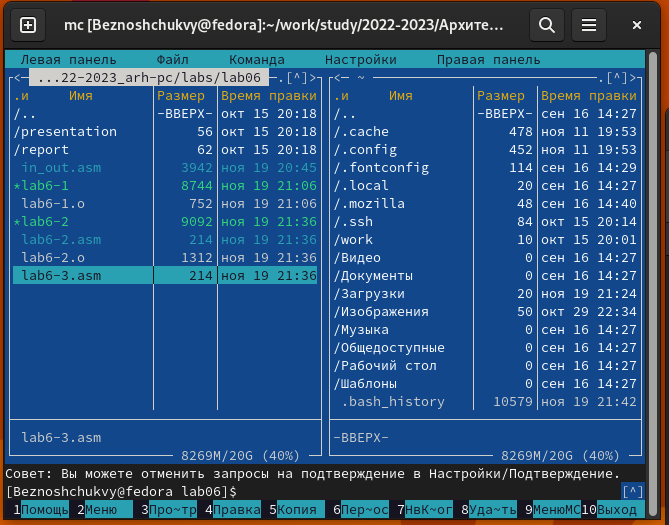 mc [Beznoshchukvy@fedora]:~/work/study/2022-2023/Архите…
Левая панель Файл Команда Настройки Правая панель
<─ …22-2023_arh-pc/labs/lab06 ─.[^]>
.и Имя Размер Время правки
/.. -ВВЕРХ- окт 15 20:18
/presentation 56 окт 15 20:18
/report 62 окт 15 20:18
in_out.asm 3942 ноя 19 20:45
*lab6-1 8744 ноя 19 21:06
lab6-1.o 752 ноя 19 21:06
*lab6-2 9092 ноя 19 21:36
lab6-2.asm 214 ноя 19 21:36
lab6-2.o 1312 ноя 19 21:36
lab6-3.asm 214 ноя 19 21:36
lab6-3.asm
8269M/20G (40%)
<─ ~ ─.[^]>
.и Имя Размер Время правки
/.. -ВВЕРХ- сен 16 14:27
/.cache 478 ноя 11 19:53
/.config 452 ноя 11 19:53
/.fontconfig 114 сен 16 14:29
/.local 20 сен 16 14:27
/.mozilla 48 сен 16 14:40
/.ssh 84 окт 15 20:14
/work 10 окт 15 20:01
/Видео 0 сен 16 14:27
/Документы 0 сен 16 14:27
/Загрузки 20 ноя 19 21:24
/Изображения 50 окт 29 22:34
/Музыка 0 сен 16 14:27
/Общедоступные 0 сен 16 14:27
/Рабочий стол 0 сен 16 14:27
/Шаблоны 0 сен 16 14:27
.bash_history 10579 ноя 19 21:42
-ВВЕРХ-
8269M/20G (40%)
Совет: Вы можете отменить запросы на подтверждение в Настройки/Подтверждение.
[Beznoshchukvy@fedora lab06]$ [^]
1Помощь 2Меню 3Про~тр 4Правка 5Копия 6Пер~ос 7НвК~ог 8Уда~ть 9МенюMC 10Выход